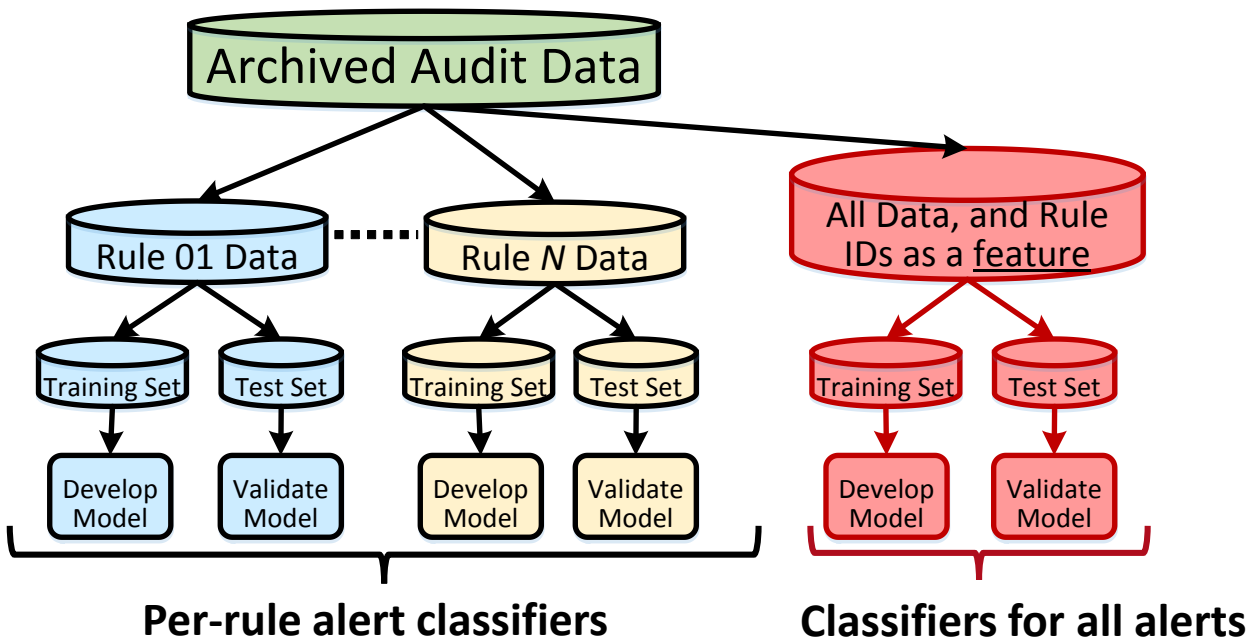 Archived Audit Data
Rule 01 Data
Rule N Data
All Data, and Rule
IDs as a feature
Training Set
Test Set
Training Set
Test Set
Training Set
Test Set
Develop
Model
Validate
Model
Develop
Model
Validate
Model
Develop
Model
Validate
Model
Per-rule alert classifiers
Classifiers for all alerts